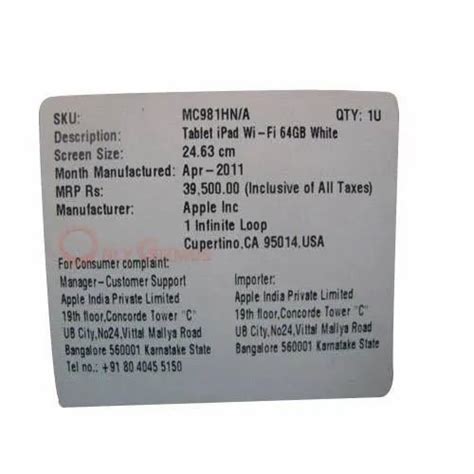 SKU: MC981HN/A QTY: 1U
Description: Tablet iPad Wi-Fi 64GB White
Screen Size: 24.63 cm
Month Manufactured: Apr-2011
MRP Rs: 39,500.00 (Inclusive of All Taxes)
Manufacturer: Apple Inc
1 Infinite Loop
Cupertino,CA 95014,USA
For Consumer complaint:
Manager-Customer Support
Apple India Private Limited
19th floor,Concorde Tower "C"
UB City,No24,Vittal Mallya Road
Bangalore 560001 Karnataka State
Tel no.: +91 80 4045 5150
Importer:
Apple India Private Limited
19th floor,Concorde Tower "C"
UB City,No24,Vittal Mallya Road
Bangalore 560001 Karnatake State